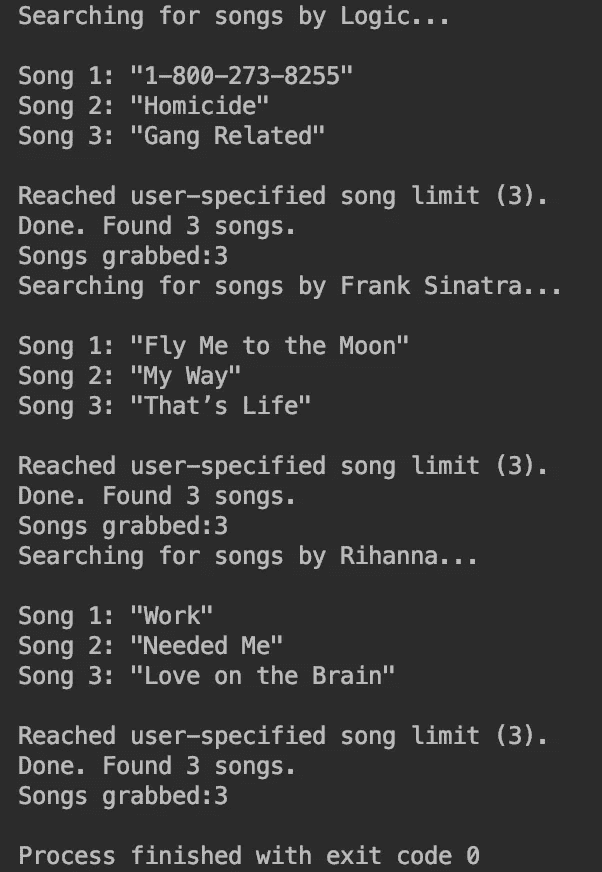 Searching for songs by Logic...
Song 1: "1-800-273-8255"
Song 2: "Homicide"
Song 3: "Gang Related"
Reached user-specified song limit (3).
Done. Found 3 songs.
Songs grabbed:3
Searching for songs by Frank Sinatra...
Song 1: "Fly Me to the Moon"
Song 2: "My Way"
Song 3: "That’s Life"
Reached user-specified song limit (3).
Done. Found 3 songs.
Songs grabbed:3
Searching for songs by Rihanna...
Song 1: "Work"
Song 2: "Needed Me"
Song 3: "Love on the Brain"
Reached user-specified song limit (3).
Done. Found 3 songs.
Songs grabbed:3
Process finished with exit code 0